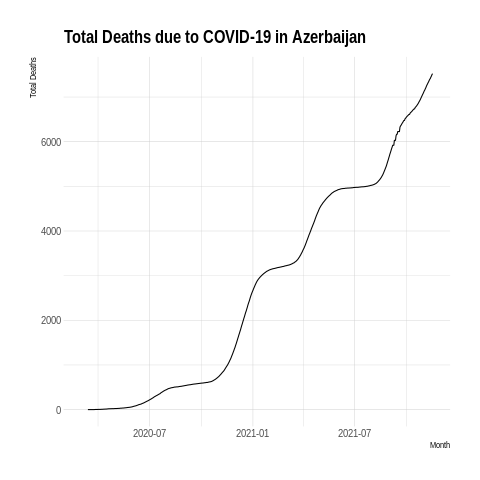 Total Deaths due to COVID-19 in Azerbaijan
Total Deaths
6000
4000
2000
0
2020-07 2021-01 2021-07
Month